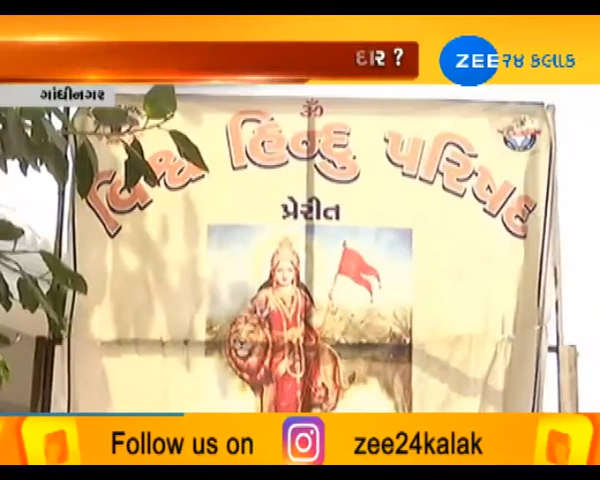 દાર ?
ZEE ૨૪ કલાક
ગાંધીનગર
ૐ
વિશ્વ હિન્દુ પરિષદ
પ્રેરીત
Follow us on zee24kalak